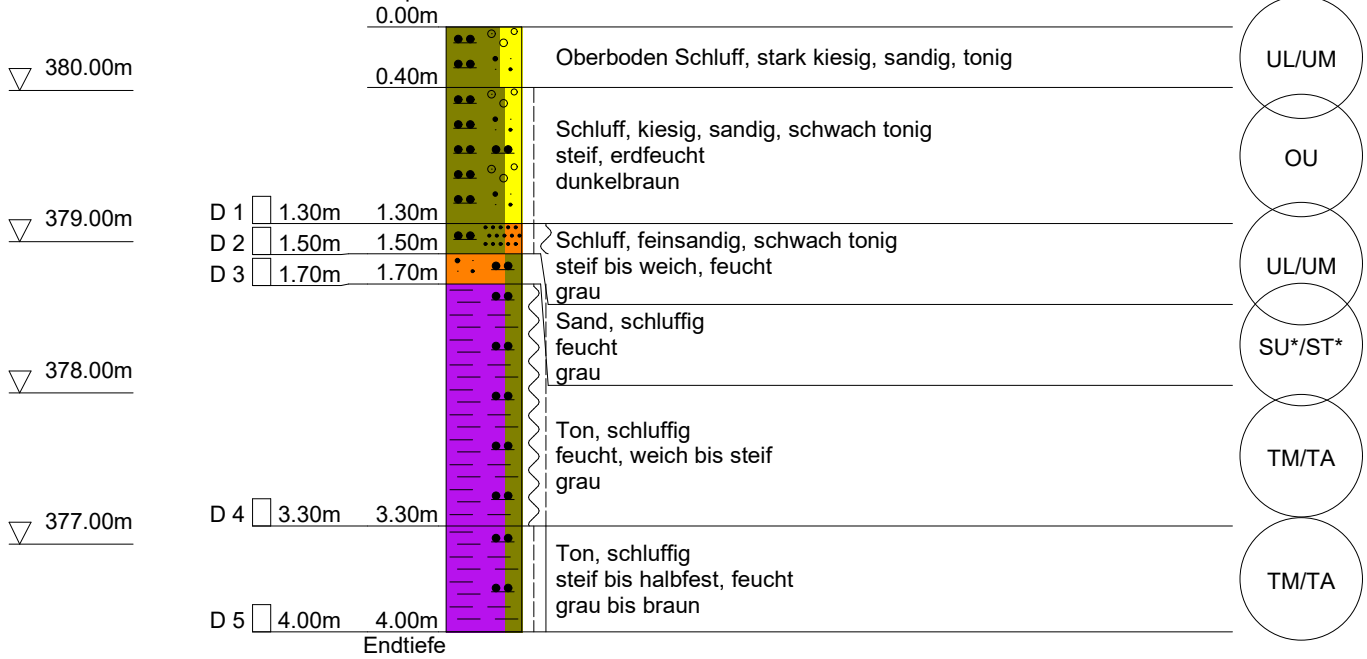 0.00m
Oberboden Schluff, stark kiesig, sandig, tonig
UL/UM
380.00m
0.40m
Schluff, kiesig, sandig, schwach tonig
steif, erdfeucht
dunkelbraun
OU
379.00m
D 1 1.30m 1.30m
D 2 1.50m 1.50m
Schluff, feinsandig, schwach tonig
steif bis weich, feucht
grau
UL/UM
D 3 1.70m 1.70m
Sand, schluffig
feucht
grau
SU*/ST*
378.00m
Ton, schluffig
feucht, weich bis steif
grau
TM/TA
377.00m
D 4 3.30m 3.30m
Ton, schluffig
steif bis halbfest, feucht
grau bis braun
TM/TA
D 5 4.00m 4.00m
Endtiefe